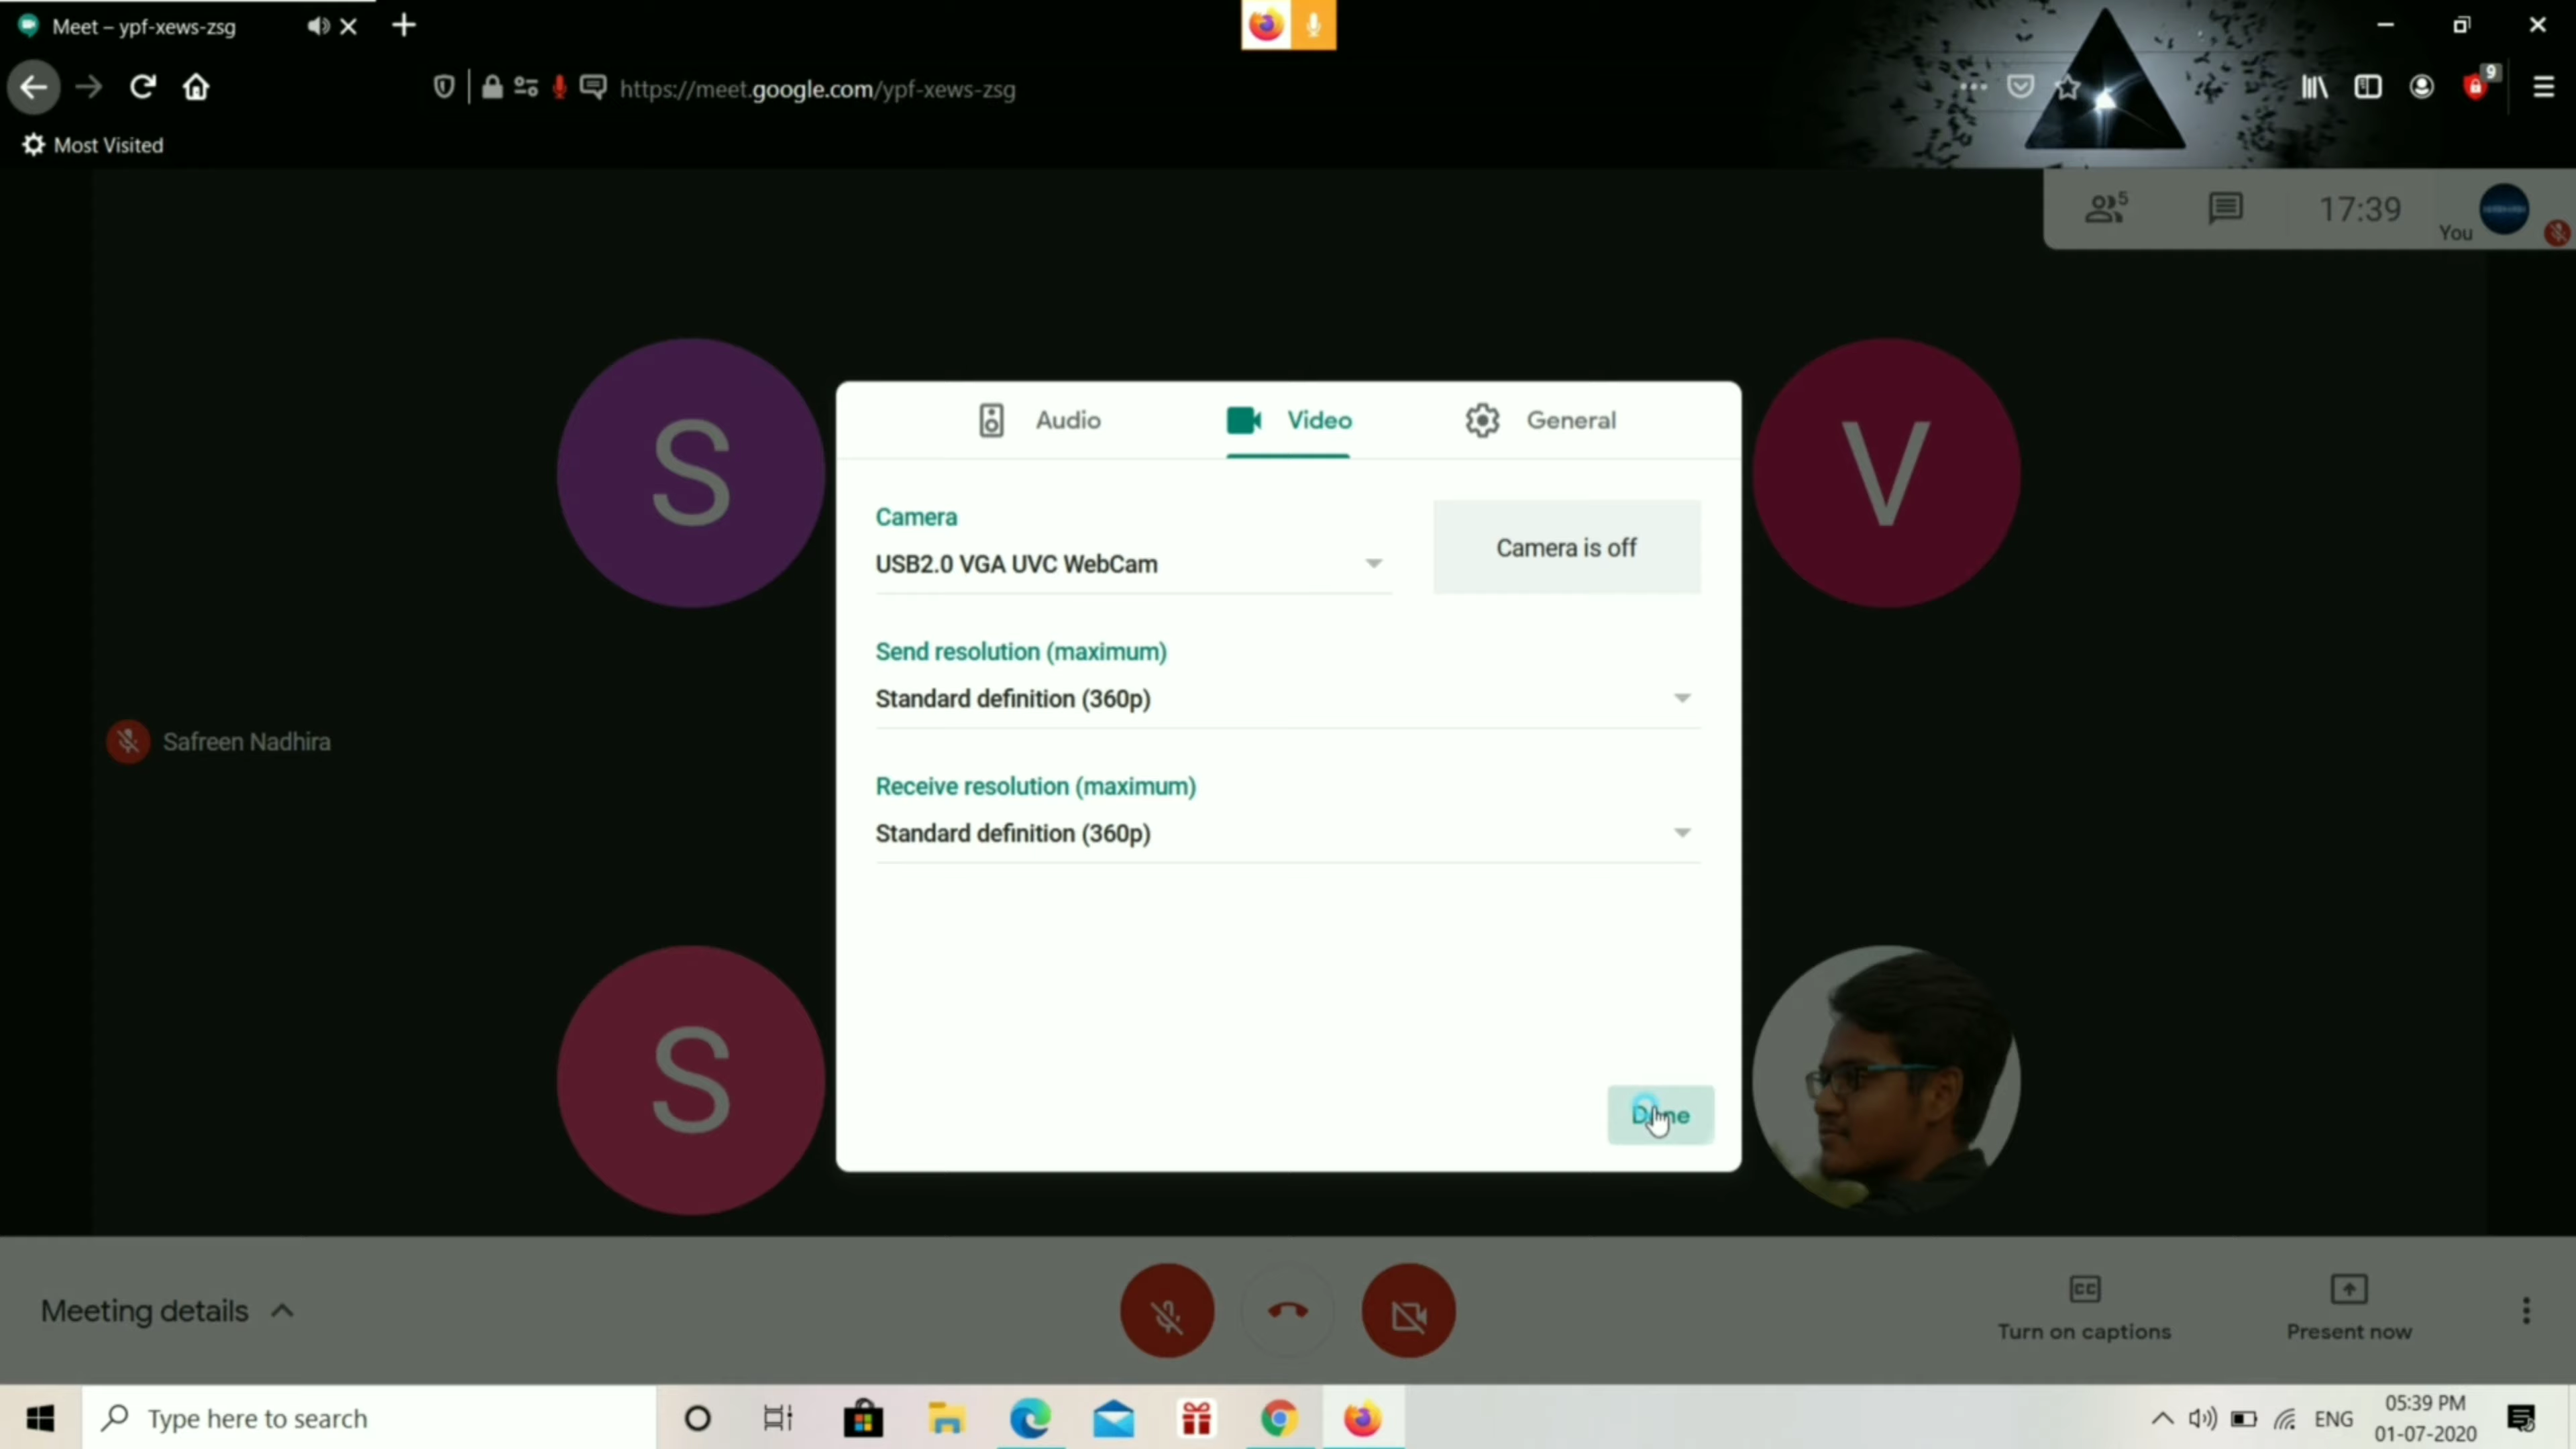 Meet – ypf-xews-zsg
https://meet.google.com/ypf-xews-zsg
9
Most Visited
5
17:39
You
S
V
Audio
Video
General
Camera
USB2.0 VGA UVC WebCam
Camera is off
Send resolution (maximum)
Standard definition (360p)
Safreen Nadhira
Receive resolution (maximum)
Standard definition (360p)
S
Done
Meeting details
CC
Turn on captions
Present now
Type here to search
ENG
05:39 PM
01-07-2020